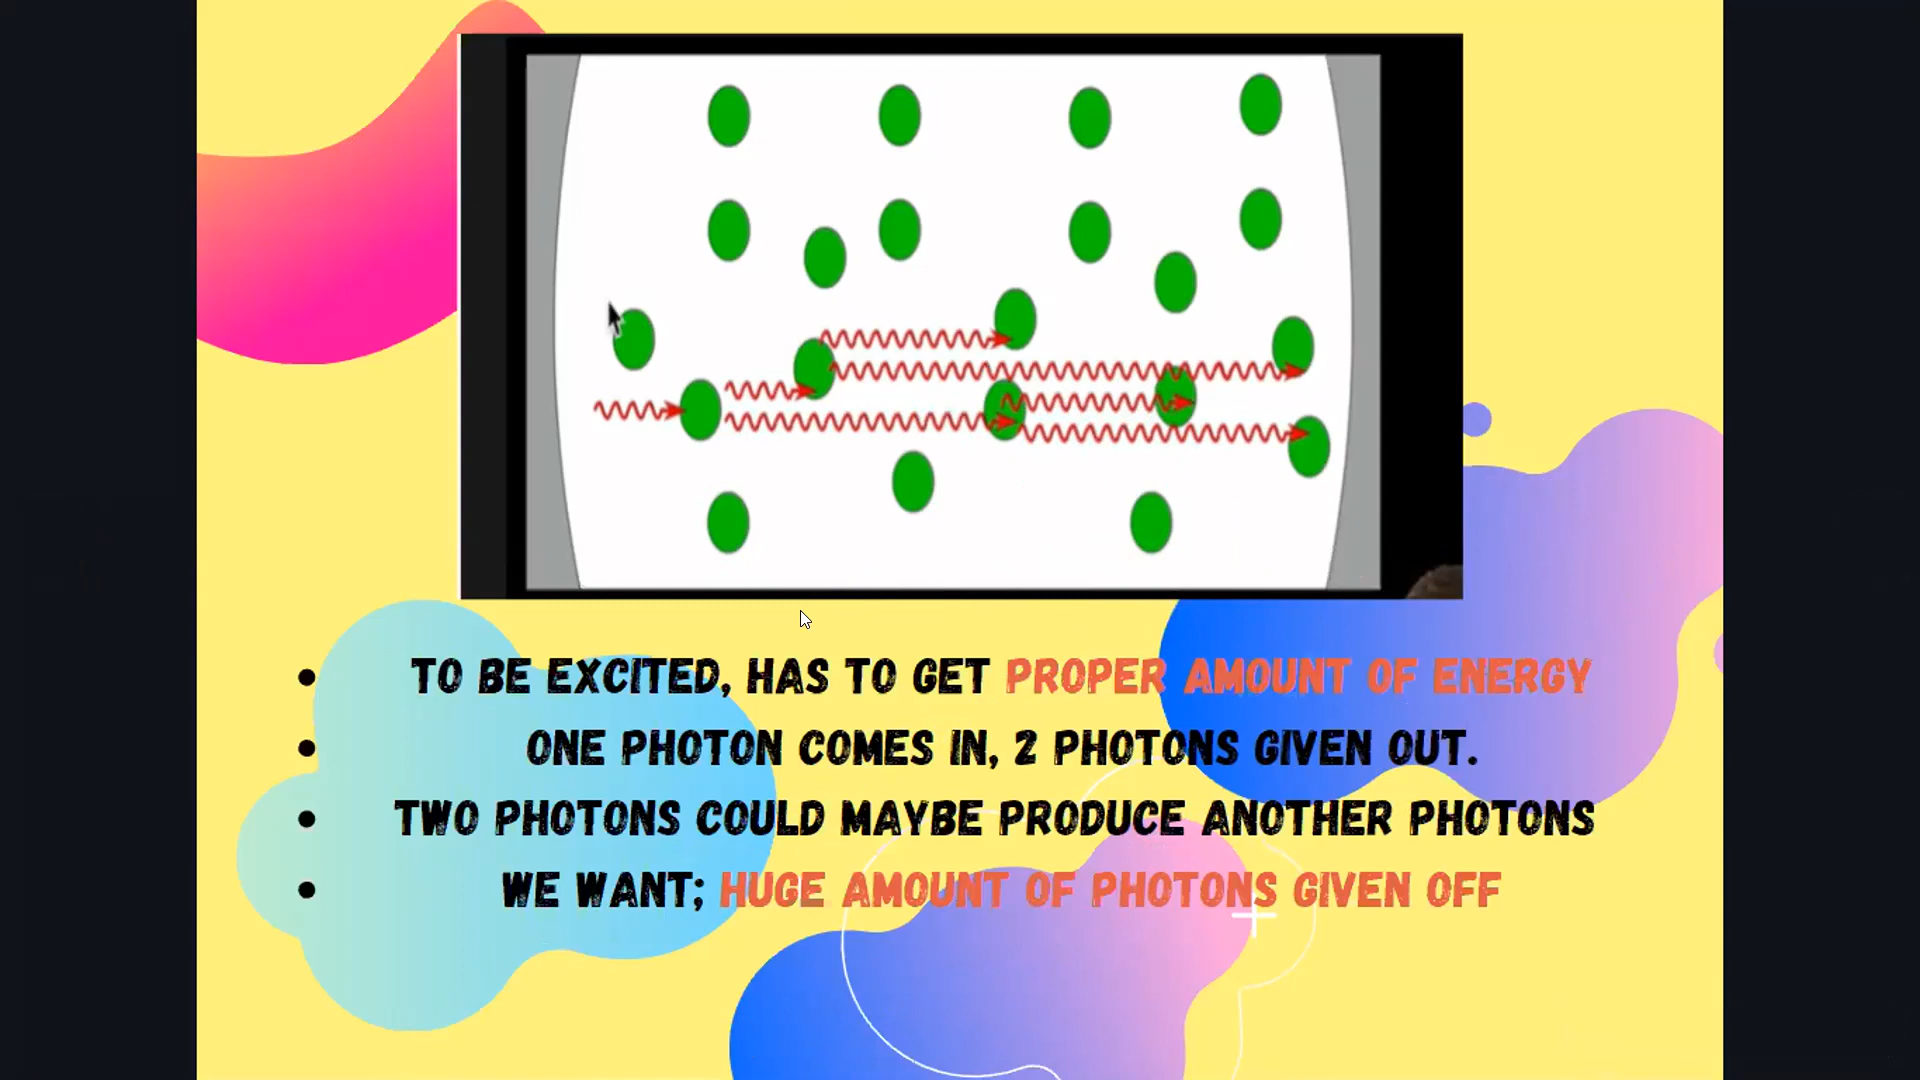 TO BE EXCITED, HAS TO GET PROPER AMOUNT OF ENERGY
ONE PHOTON COMES IN, 2 PHOTONS GIVEN OUT.
TWO PHOTONS COULD MAYBE PRODUCE ANOTHER PHOTONS
WE WANT; HUGE AMOUNT OF PHOTONS GIVEN OFF